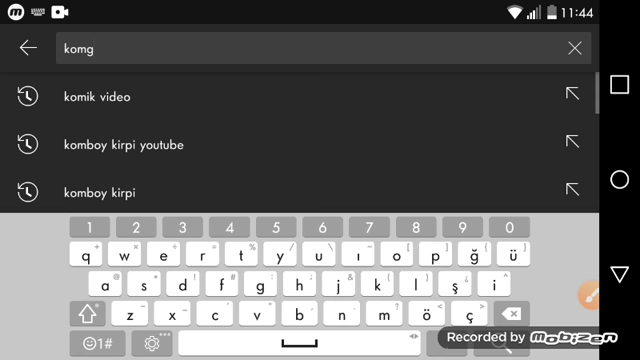 11:44
komg
komik video
komboy kirpi youtube
komboy kirpi
1 2 3 4 5 6 7 8 9 0
q w e r t y u ı o p ğ ü
a s d f g h j k l ş i
z x c v b n m ö ç
1#
Recorded by Mobizen